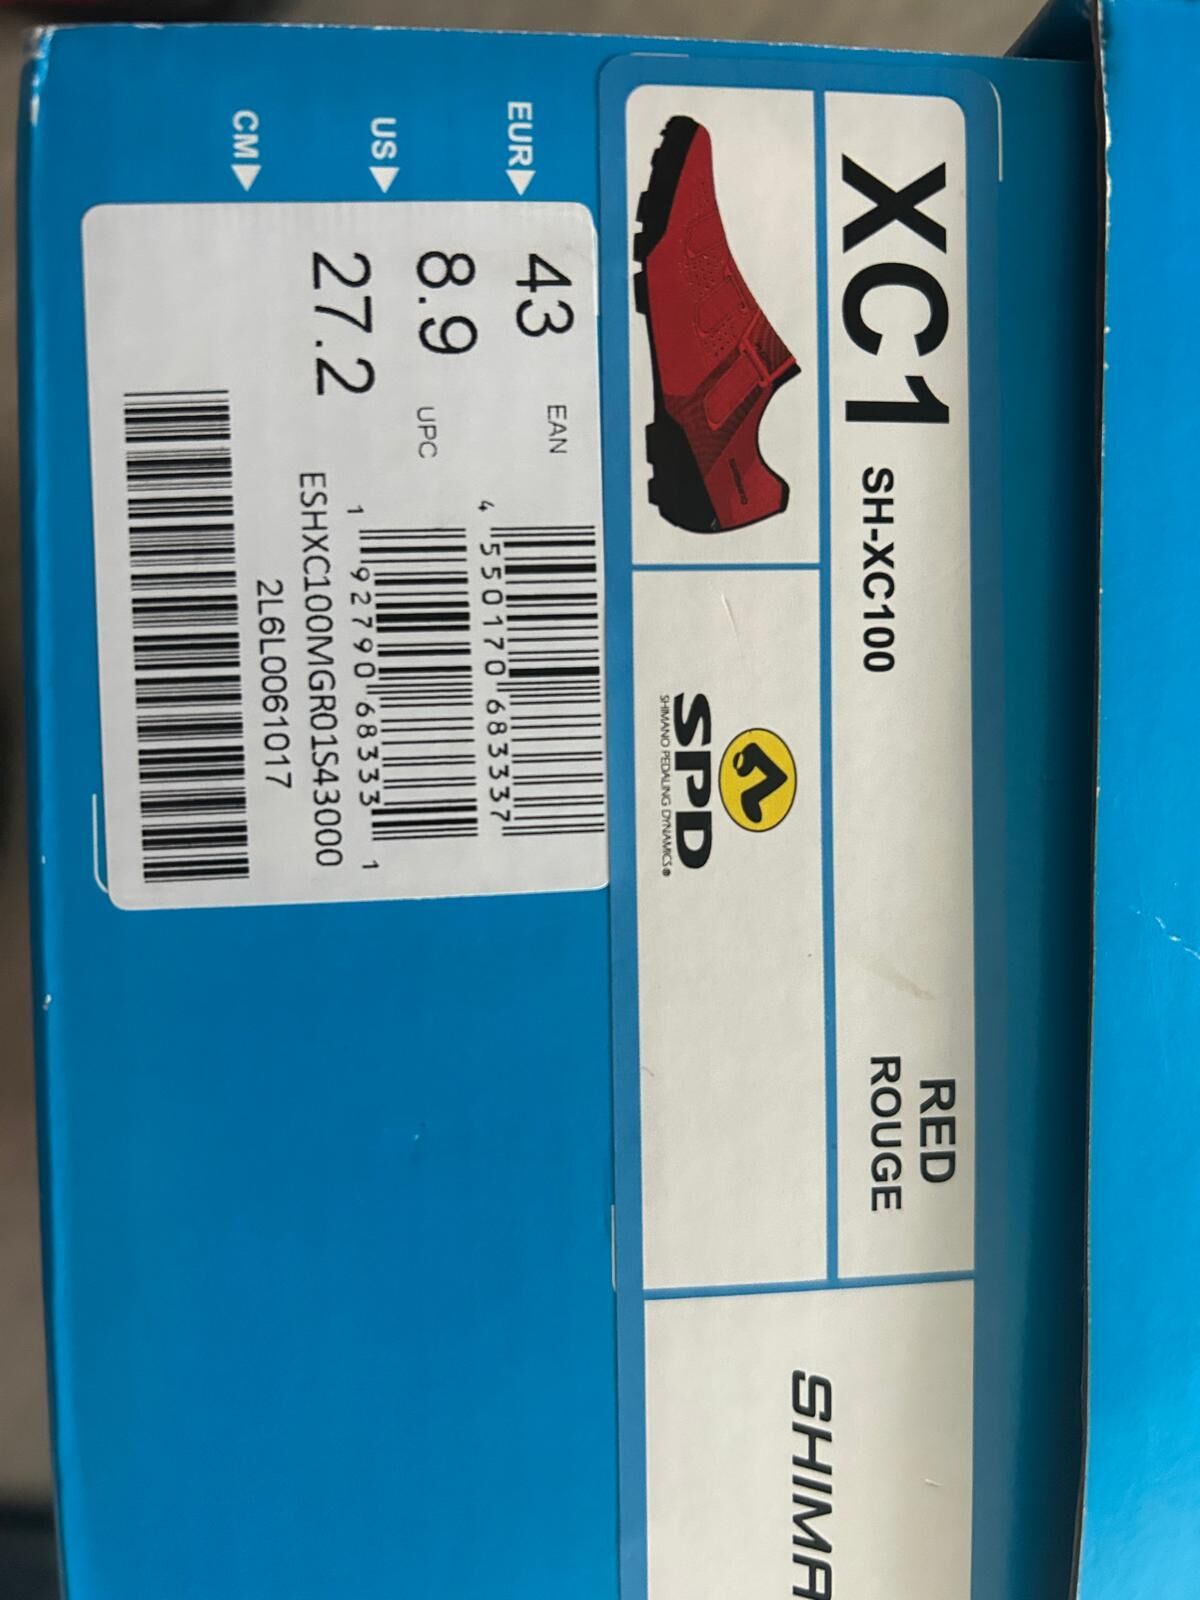 XC1 SH-XC100
RED
ROUGE
SPD
SHIMANO PEDALING DYNAMICS®
SHIMA
EUR▶ 43
EAN
4 550170 683337
US▶ 8.9
UPC
1 92790 68333 1
CM▶ 27.2
ESHXC100MGR01S43000
2L6L0061017